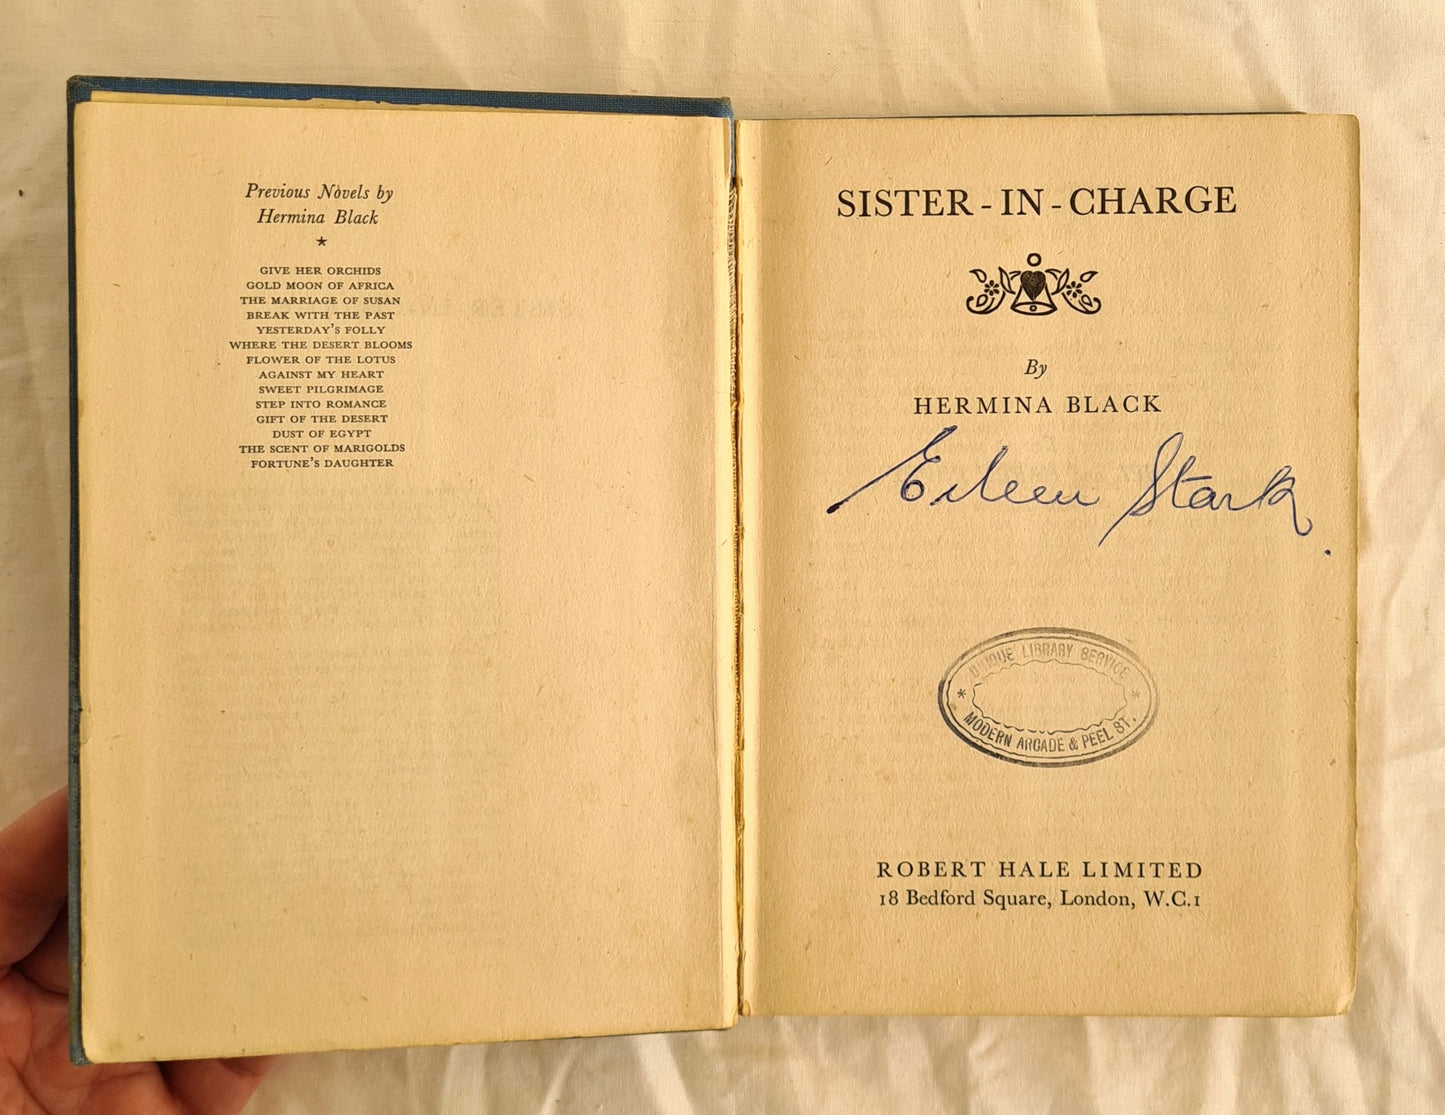 Previous Novels by
Hermina Black
*
GIVE HER ORCHIDS
GOLD MOON OF AFRICA
THE MARRIAGE OF SUSAN
BREAK WITH THE PAST
YESTERDAY'S FOLLY
WHERE THE DESERT BLOOMS
FLOWER OF THE LOTUS
AGAINST MY HEART
SWEET PILGRIMAGE
STEP INTO ROMANCE
GIFT OF THE DESERT
DUST OF EGYPT
THE SCENT OF MARIGOLDS
FORTUNE'S DAUGHTER
SISTER-IN-CHARGE
By
HERMINA BLACK
Eileen Stark.
UNIQUE LIBRARY SERVICE
* MODERN ARCADE & PEEL ST. *
ROBERT HALE LIMITED
18 Bedford Square, London, W.C.1